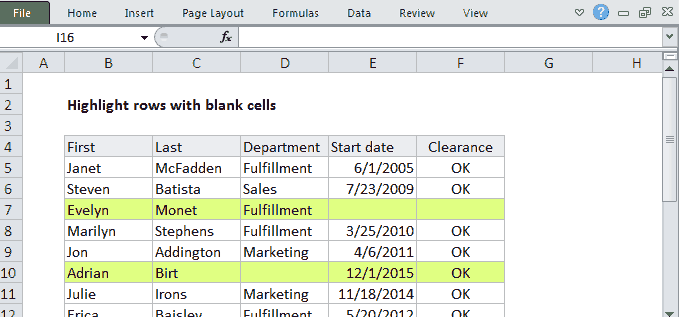 File Home Insert Page Layout Formulas Data Review View
I16 fx
A B C D E F G H
1
2 Highlight rows with blank cells
3
4 First Last Department Start date Clearance
5 Janet McFadden Fulfillment 6/1/2005 OK
6 Steven Batista Sales 7/23/2009 OK
7 Evelyn Monet Fulfillment
8 Marilyn Stephens Fulfillment 3/25/2010 OK
9 Jon Addington Marketing 4/6/2011 OK
10 Adrian Birt 12/1/2015 OK
11 Julie Irons Marketing 11/18/2014 OK
12 Erica Baisley Fulfillment 5/20/2012 OK